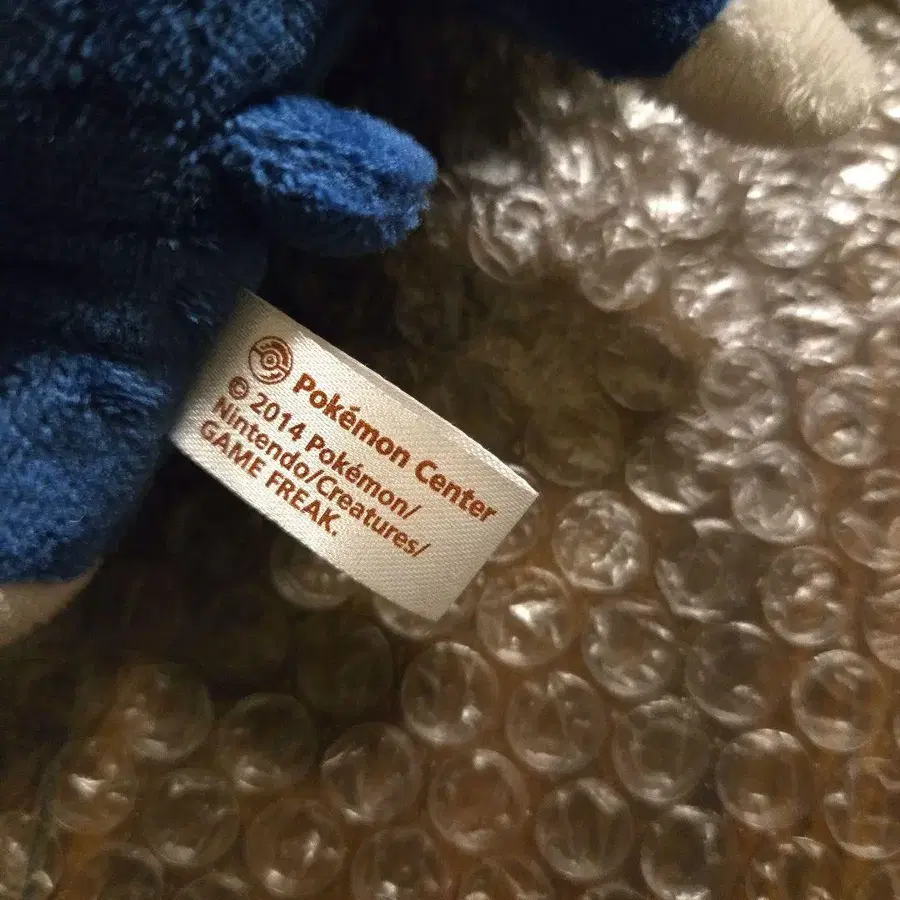 Pokémon Center
© 2014 Pokémon/
Nintendo/Creatures/
GAME FREAK.